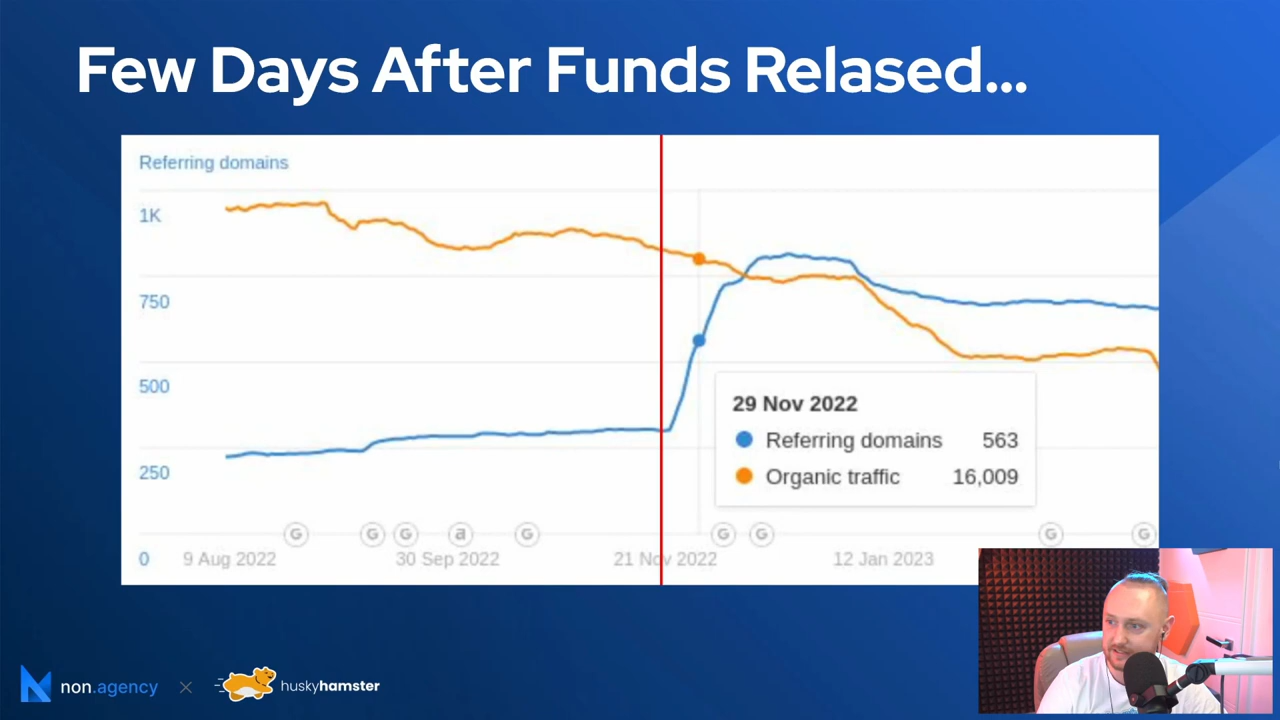 Few Days After Funds Relased...
Referring domains
1K
750
500
250
0
29 Nov 2022
Referring domains 563
Organic traffic 16,009
G G G a G G G G G
9 Aug 2022 30 Sep 2022 21 Nov 2022 12 Jan 2023
non.agency × huskyhamster